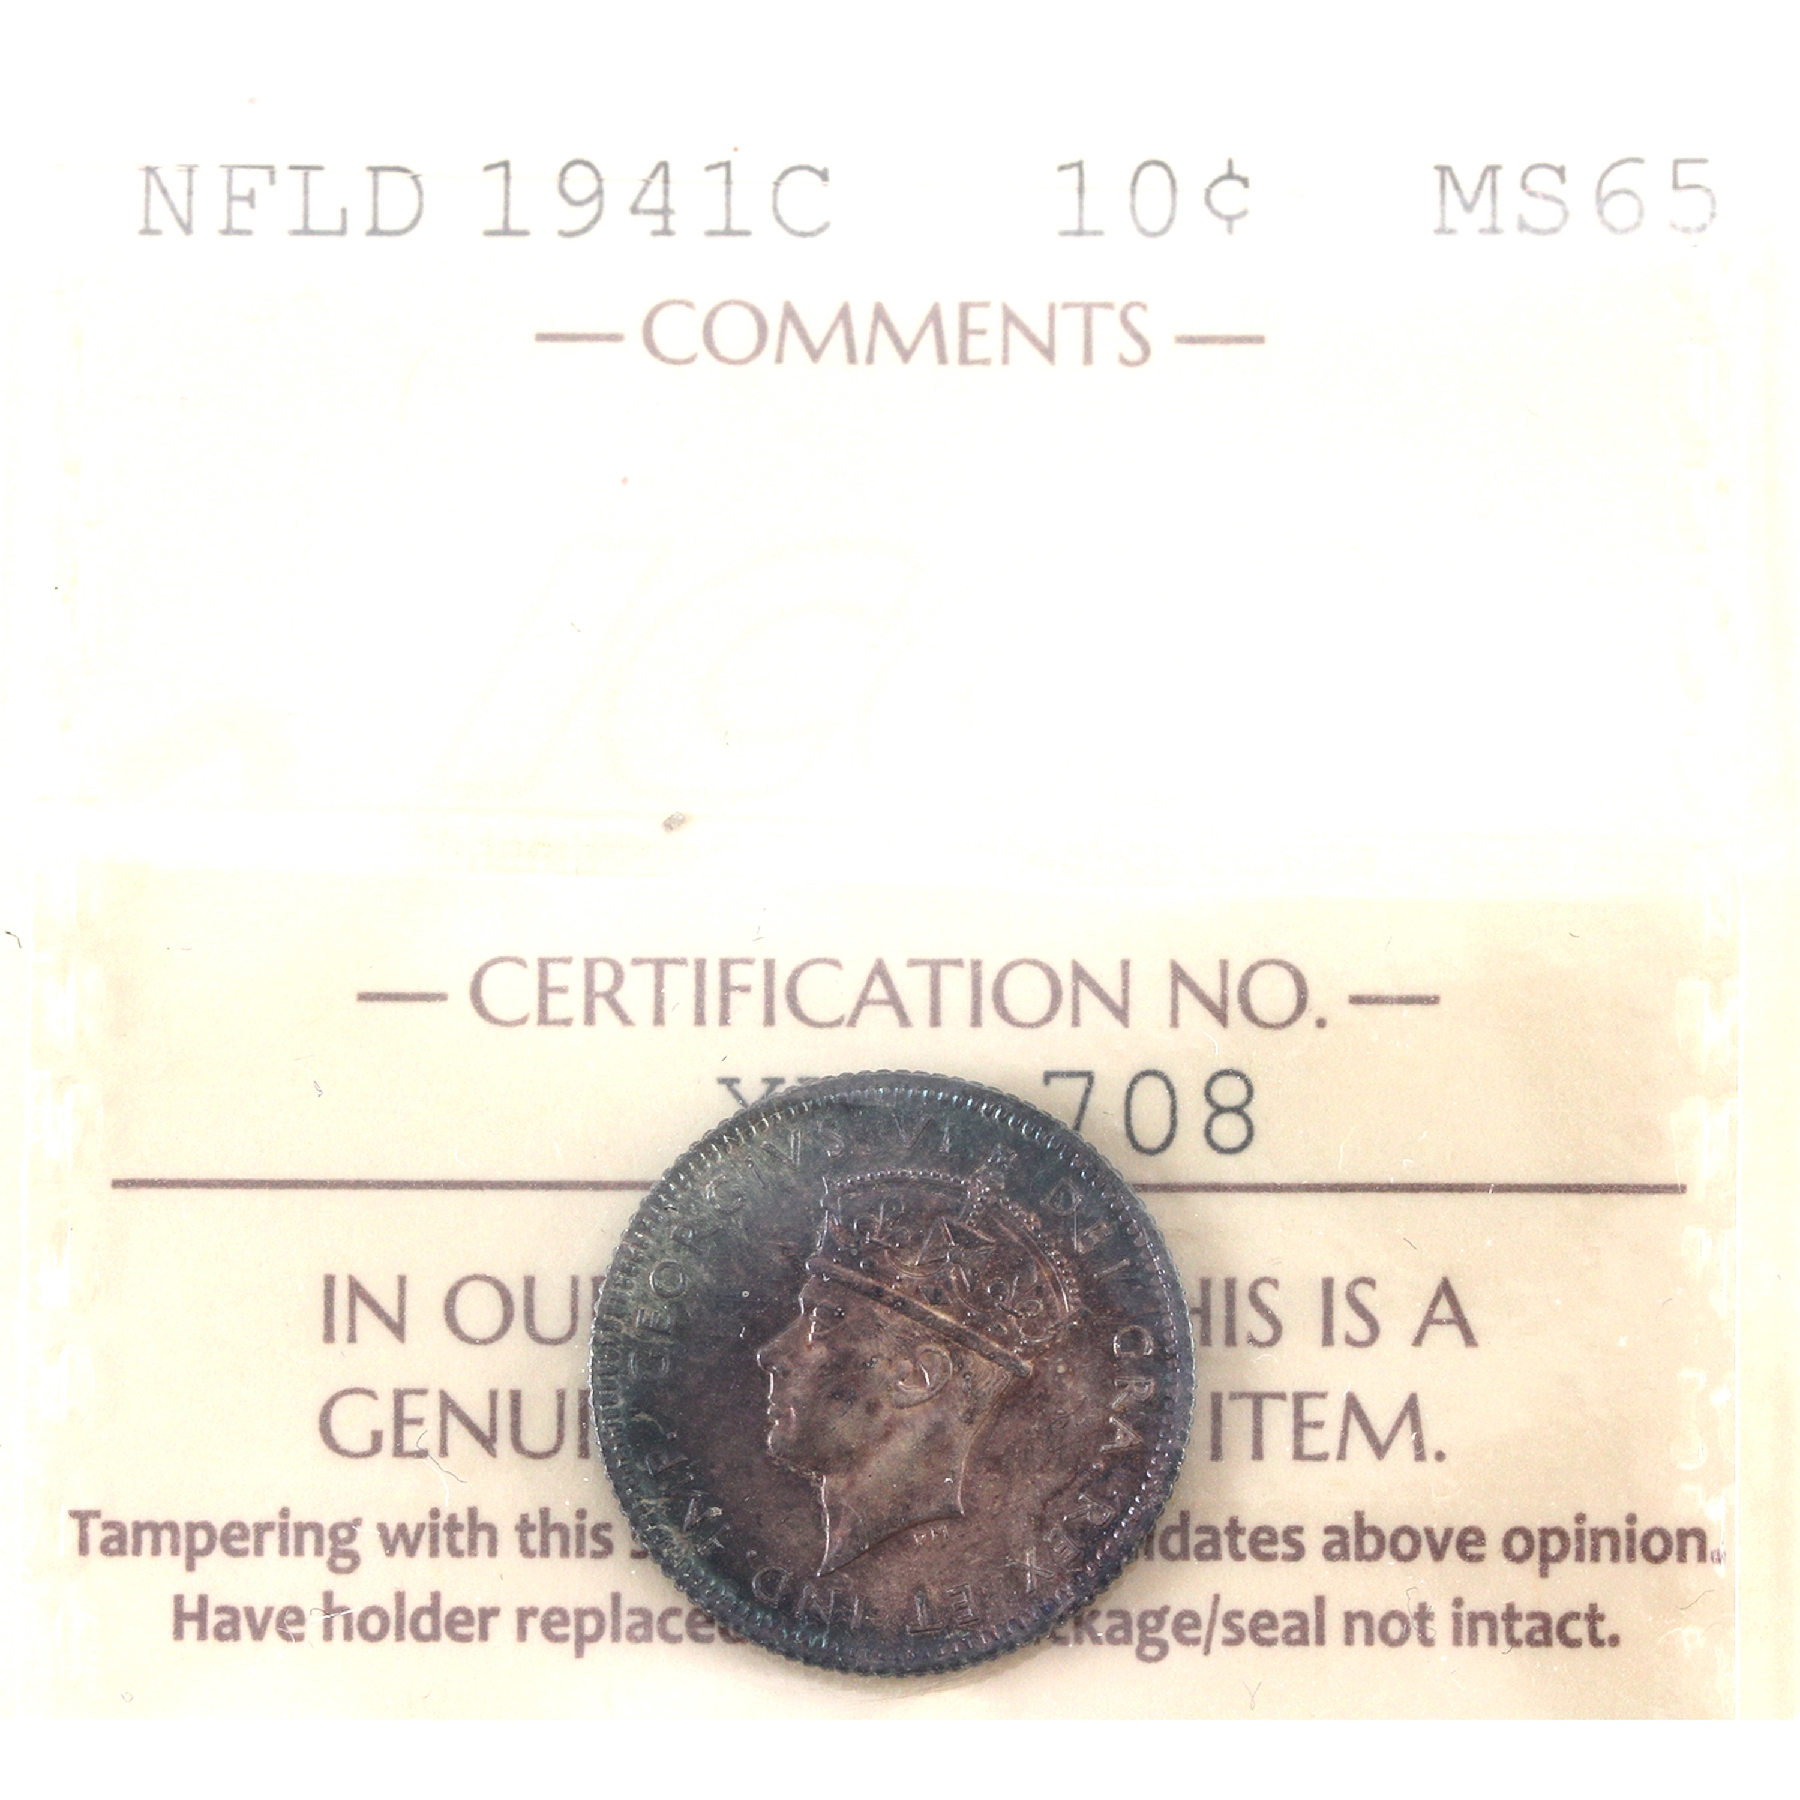 NFLD 1941C 10¢ MS65
— COMMENTS —
— CERTIFICATION NO. —
708
IN OU HIS IS A
GENU ITEM.
Tampering with this dates above opinion.
Have holder replace kage/seal not intact.
GEORGIVS VI DEI GRA. REX ET IND. IMP.